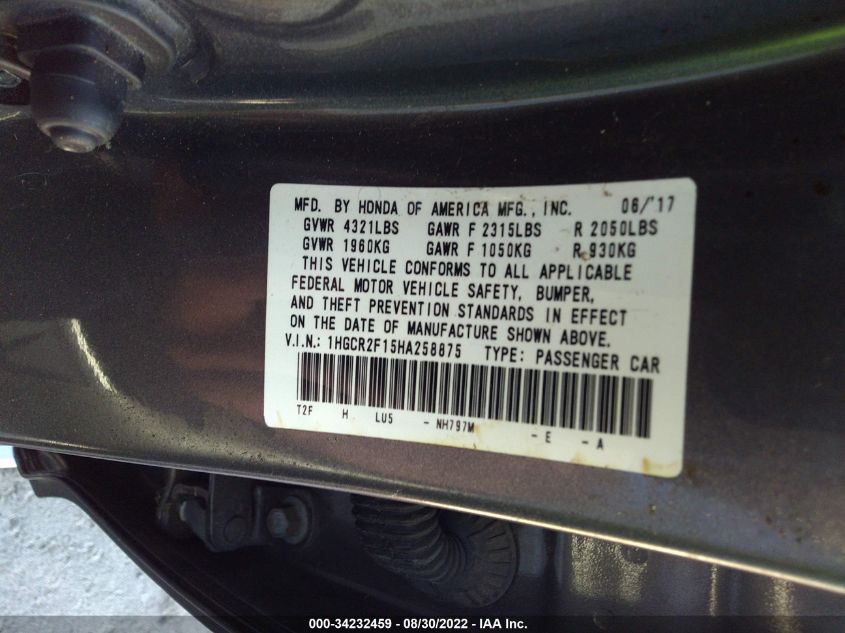 MFD. BY HONDA OF AMERICA MFG., INC. 06/'17
GVWR 4321LBS GAWR F 2315LBS R 2050LBS
GVWR 1960KG GAWR F 1050KG R 930KG
THIS VEHICLE CONFORMS TO ALL APPLICABLE
FEDERAL MOTOR VEHICLE SAFETY, BUMPER,
AND THEFT PREVENTION STANDARDS IN EFFECT
ON THE DATE OF MANUFACTURE SHOWN ABOVE.
V.I.N.: 1HGCR2F15HA258875 TYPE: PASSENGER CAR
T2F H LU5 - NH797M - E - A
000-34232459 - 08/30/2022 - IAA Inc.